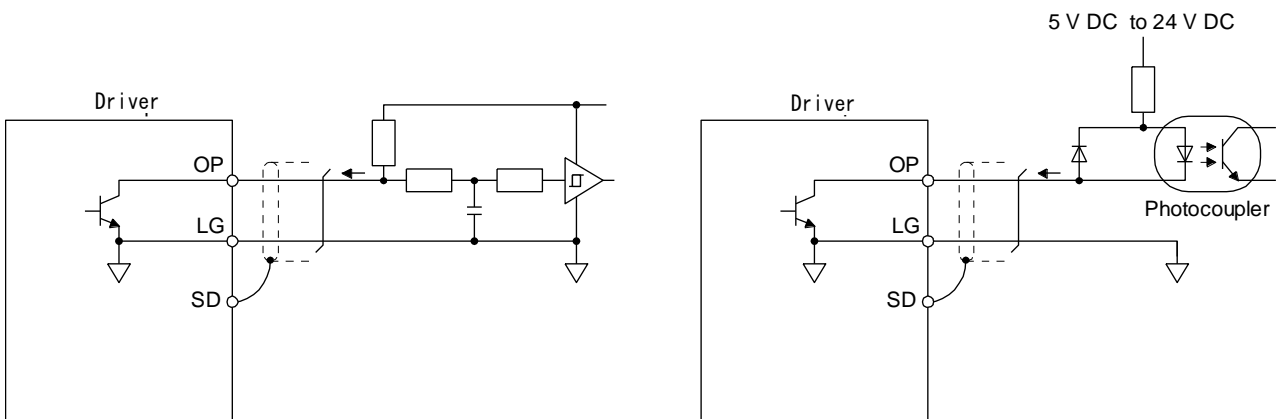 Driver
OP
LG
SD
5 V DC to 24 V DC
Driver
OP
LG
SD
Photocoupler